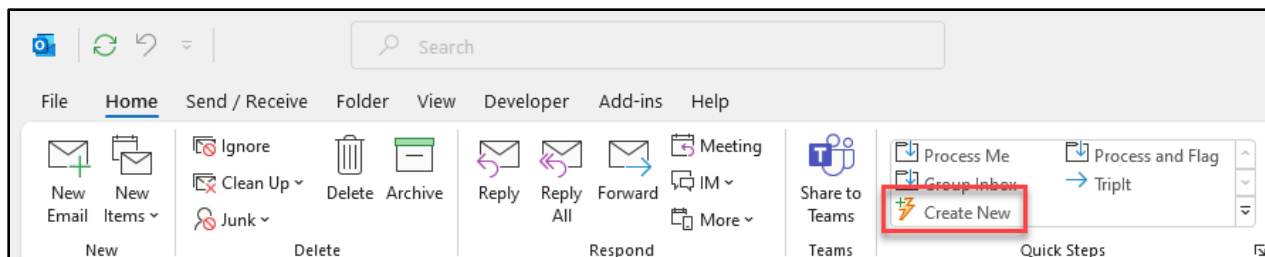 Search
File Home Send / Receive Folder View Developer Add-ins Help
New Email
New Items
Ignore
Clean Up
Junk
Delete
Archive
Reply
Reply All
Forward
Meeting
IM
More
Share to Teams
Process Me
Group Inbox
Create New
Process and Flag
TripIt
New Delete Respond Teams Quick Steps